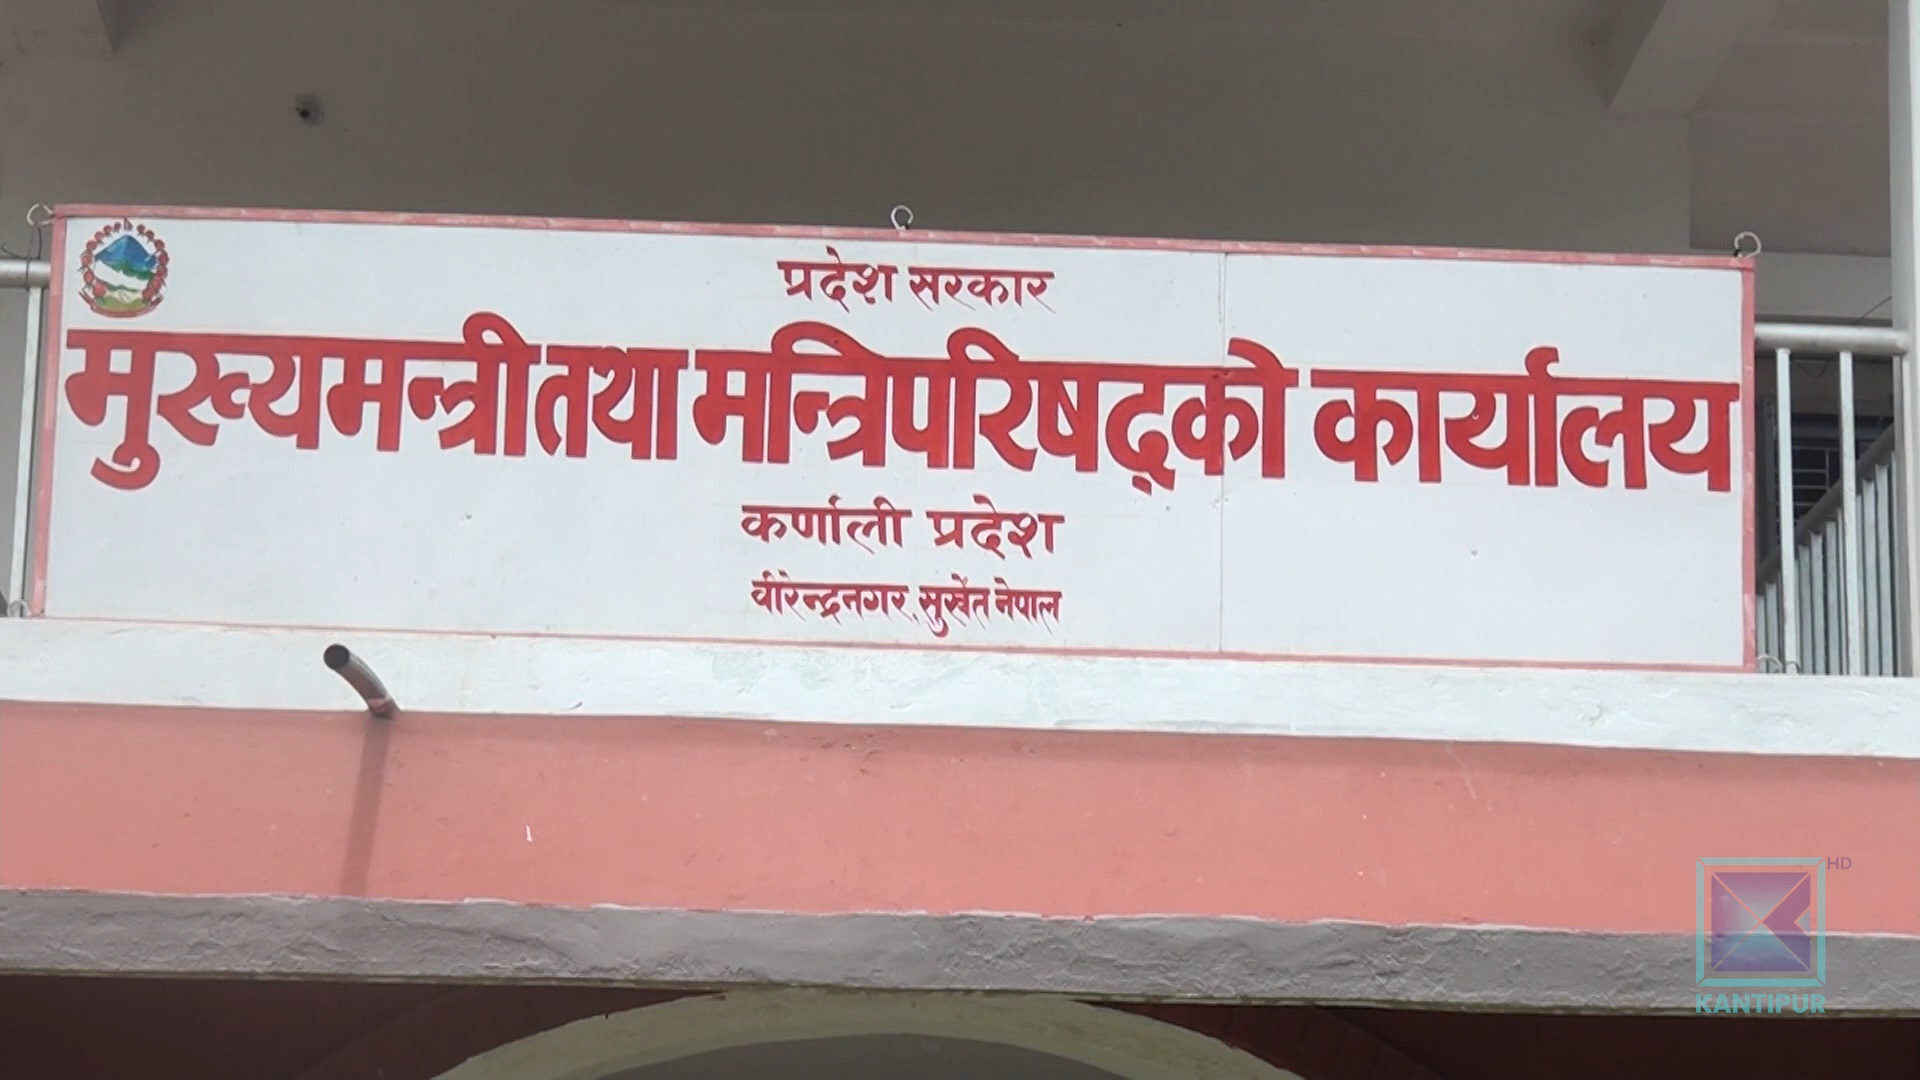 प्रदेश सरकार
मुख्यमन्त्री तथा मन्त्रिपरिषद्को कार्यालय
कर्णाली प्रदेश
वीरेन्द्रनगर, सुर्खेत नेपाल
HD
KANTIPUR